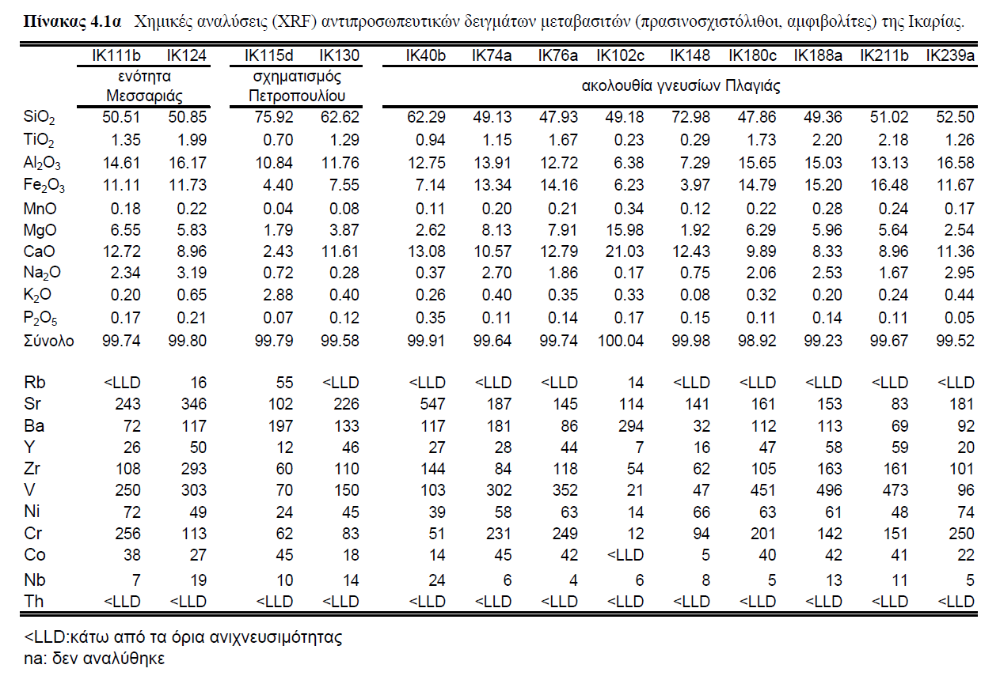 Πίνακας 4.1α Χημικές αναλύσεις (XRF) αντιπροσωπευτικών δειγμάτων μεταβασιτών (πρασινοσχιστόλιθοι, αμφιβολίτες) της Ικαρίας.
IK111b IK124 IK115d IK130 IK40b IK74a IK76a IK102c IK148 IK180c IK188a IK211b IK239a
ενότητα Μεσσαριάς σχηματισμός Πετροπουλίου ακολουθία γνευσίων Πλαγιάς
SiO2 50.51 50.85 75.92 62.62 62.29 49.13 47.93 49.18 72.98 47.86 49.36 51.02 52.50
TiO2 1.35 1.99 0.70 1.29 0.94 1.15 1.67 0.23 0.29 1.73 2.20 2.18 1.26
Al2O3 14.61 16.17 10.84 11.76 12.75 13.91 12.72 6.38 7.29 15.65 15.03 13.13 16.58
Fe2O3 11.11 11.73 4.40 7.55 7.14 13.34 14.16 6.23 3.97 14.79 15.20 16.48 11.67
MnO 0.18 0.22 0.04 0.08 0.11 0.20 0.21 0.34 0.12 0.22 0.28 0.24 0.17
MgO 6.55 5.83 1.79 3.87 2.62 8.13 7.91 15.98 1.92 6.29 5.96 5.64 2.54
CaO 12.72 8.96 2.43 11.61 13.08 10.57 12.79 21.03 12.43 9.89 8.33 8.96 11.36
Na2O 2.34 3.19 0.72 0.28 0.37 2.70 1.86 0.17 0.75 2.06 2.53 1.67 2.95
K2O 0.20 0.65 2.88 0.40 0.26 0.40 0.35 0.33 0.08 0.32 0.20 0.24 0.44
P2O5 0.17 0.21 0.07 0.12 0.35 0.11 0.14 0.17 0.15 0.11 0.14 0.11 0.05
Σύνολο 99.74 99.80 99.79 99.58 99.91 99.64 99.74 100.04 99.98 98.92 99.23 99.67 99.52
Rb <LLD 16 55 <LLD <LLD <LLD <LLD 14 <LLD <LLD <LLD <LLD <LLD
Sr 243 346 102 226 547 187 145 114 141 161 153 83 181
Ba 72 117 197 133 117 181 86 294 32 112 113 69 92
Y 26 50 12 46 27 28 44 7 16 47 58 59 20
Zr 108 293 60 110 144 84 118 54 62 105 163 161 101
V 250 303 70 150 103 302 352 21 47 451 496 473 96
Ni 72 49 24 45 39 58 63 14 66 63 61 48 74
Cr 256 113 62 83 51 231 249 12 94 201 142 151 250
Co 38 27 45 18 14 45 42 <LLD 5 40 42 41 22
Nb 7 19 10 14 24 6 4 6 8 5 13 11 5
Th <LLD <LLD <LLD <LLD <LLD <LLD <LLD <LLD <LLD <LLD <LLD <LLD <LLD
<LLD:κάτω από τα όρια ανιχνευσιμότητας
na: δεν αναλύθηκε